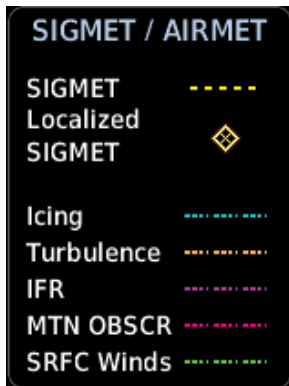 SIGMET / AIRMET
SIGMET
Localized
SIGMET
Icing
Turbulence
IFR
MTN OBSCR
SRFC Winds